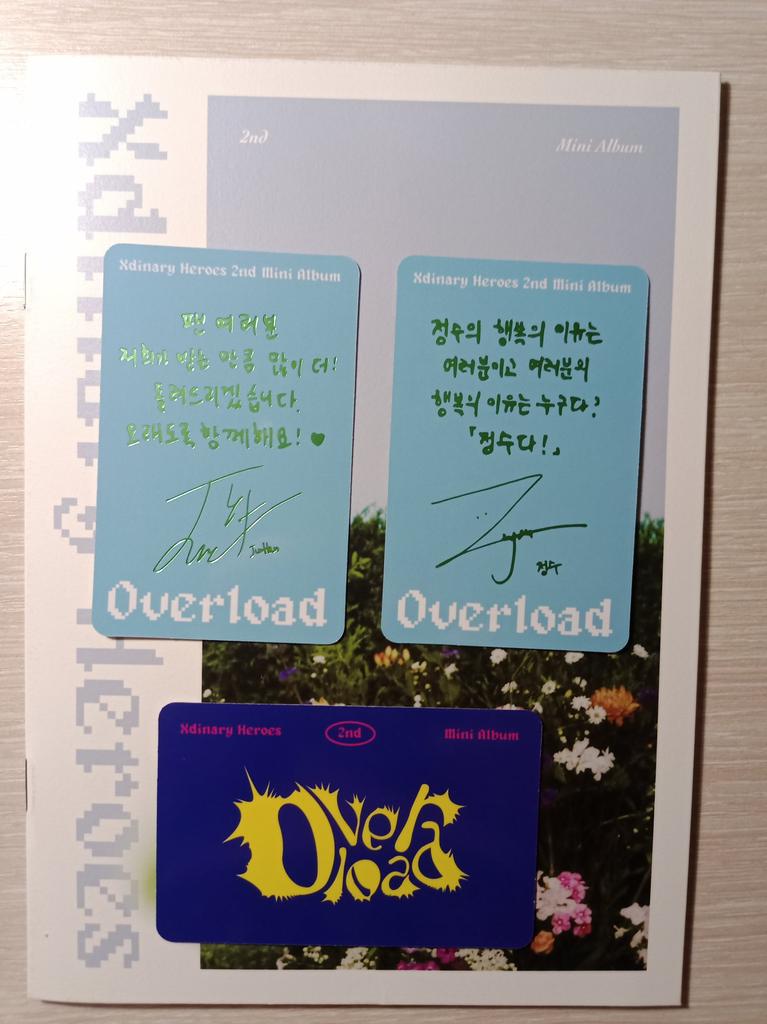 2nd
Mini Album
Xdinary Heroes
Xdinary Heroes 2nd Mini Album
팬 여러분
저희가 받는 만큼 많이 더!
돌려드리겠습니다.
오래도록 함께해요! ♥
JunHan
Overload
Xdinary Heroes 2nd Mini Album
정수의 행복의 이유는
여러분이고 여러분의
행복의 이유는 누구다?
「정수다!」
정수
Overload
Xdinary Heroes
2nd
Mini Album
Over
load